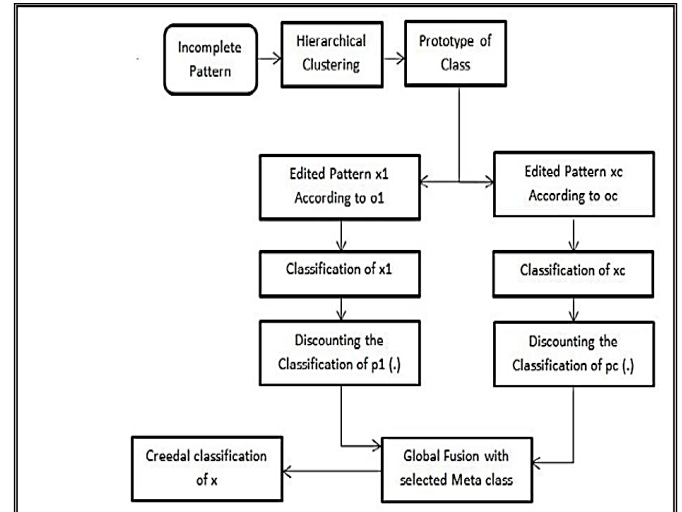 Incomplete
Pattern
Hierarchical
Clustering
Prototype of
Class
Edited Pattern x1
According to o1
Edited Pattern xc
According to oc
Classification of x1
Classification of xc
Discounting the
Classification of p1 (.)
Discounting the
Classification of pc (.)
Creedal classification
of x
Global Fusion with
selected Meta class